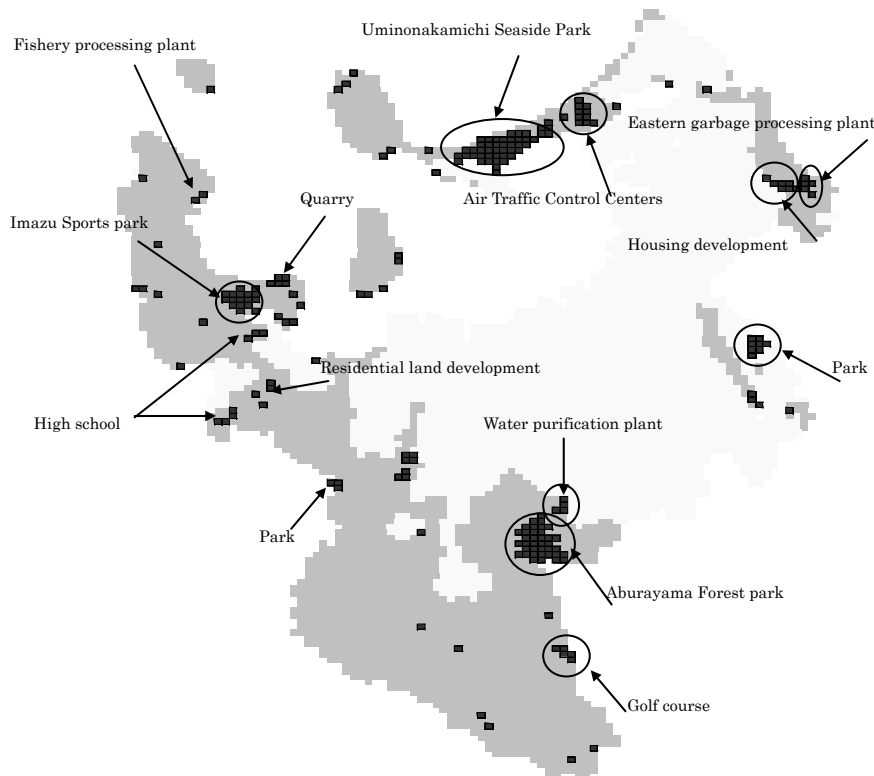 Uminonakamichi Seaside Park
Fishery processing plant
Eastern garbage processing plant
Quarry
Air Traffic Control Centers
Imazu Sports park
Housing development
Residential land development
Park
High school
Water purification plant
Park
Aburayama Forest park
Golf course